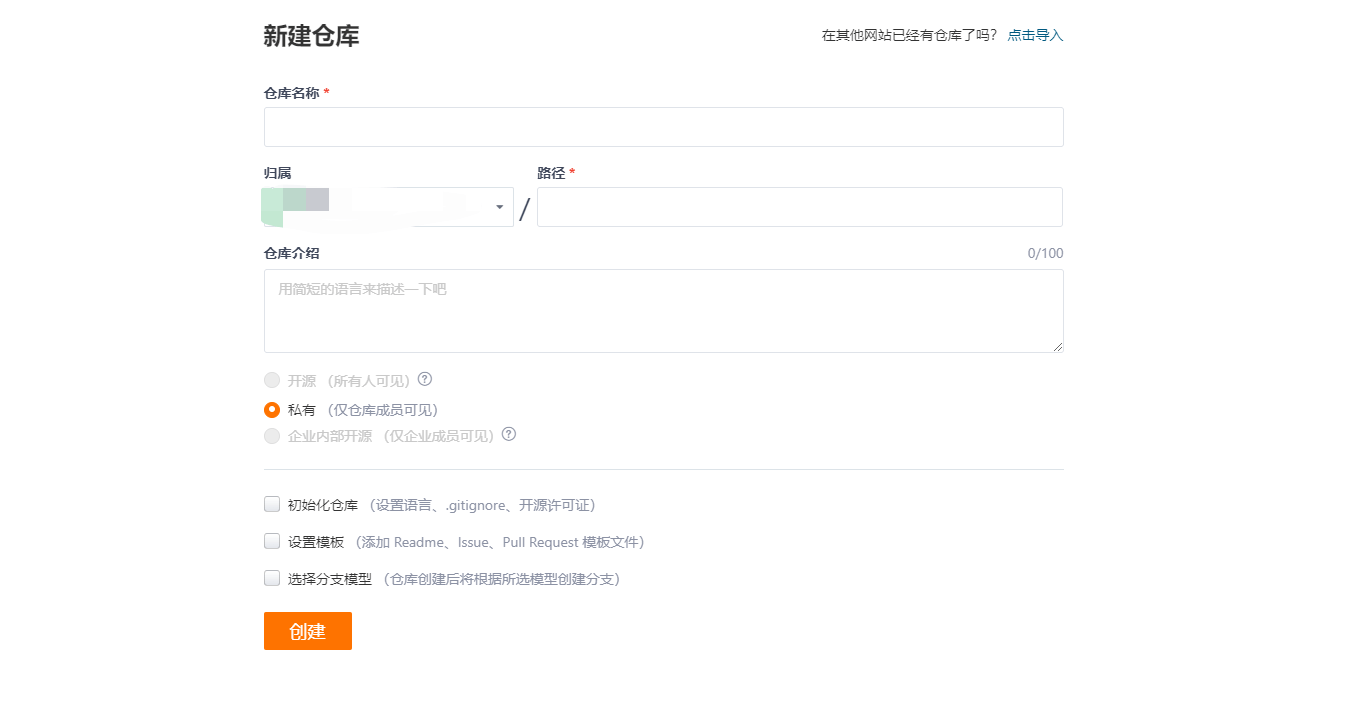 新建仓库
在其他网站已经有仓库了吗？ 点击导入
仓库名称 *
归属
路径 *
/
仓库介绍 0/100
用简短的语言来描述一下吧
开源 （所有人可见） ?
私有 （仅仓库成员可见）
企业内部开源 （仅企业成员可见） ?
初始化仓库 （设置语言、.gitignore、开源许可证）
设置模板 （添加 Readme、Issue、Pull Request 模板文件）
选择分支模型 （仓库创建后将根据所选模型创建分支）
创建